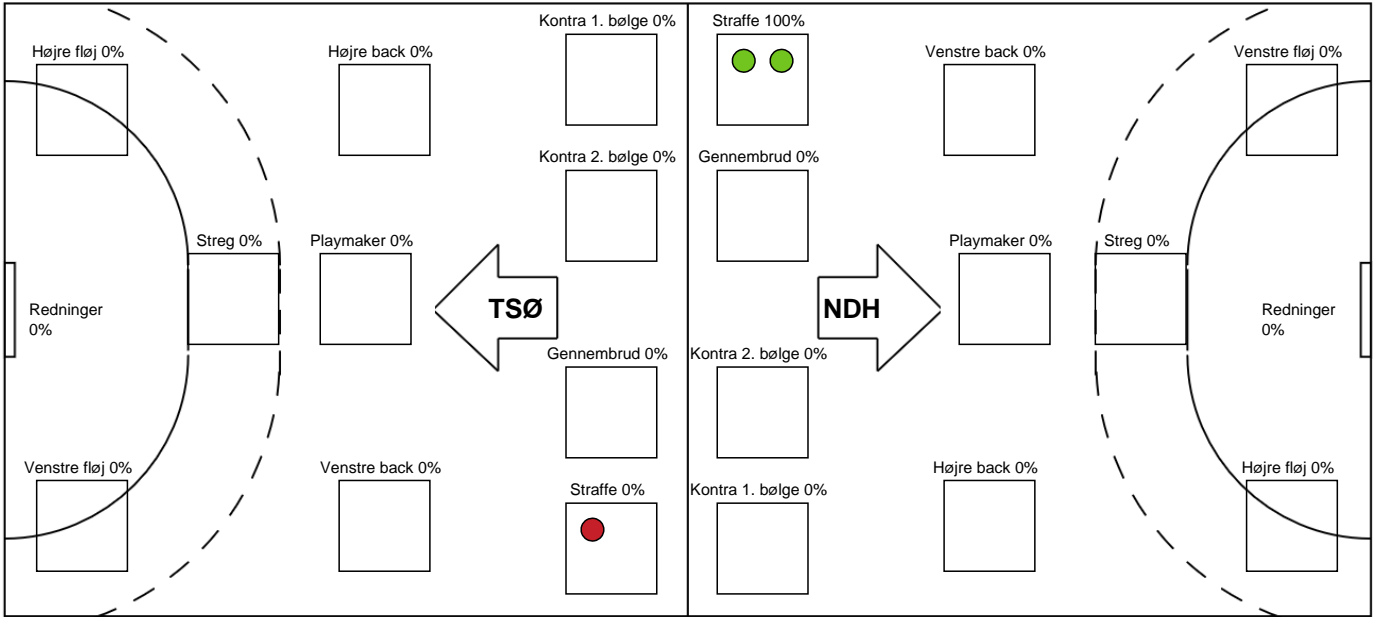 Kontra 1. bølge 0%
Straffe 100%
Højre fløj 0%
Højre back 0%
Venstre back 0%
Venstre fløj 0%
Kontra 2. bølge 0%
Gennembrud 0%
Streg 0%
Playmaker 0%
Playmaker 0%
Streg 0%
Redninger
0%
TSØ
NDH
Redninger
0%
Gennembrud 0%
Kontra 2. bølge 0%
Venstre fløj 0%
Venstre back 0%
Straffe 0%
Kontra 1. bølge 0%
Højre back 0%
Højre fløj 0%